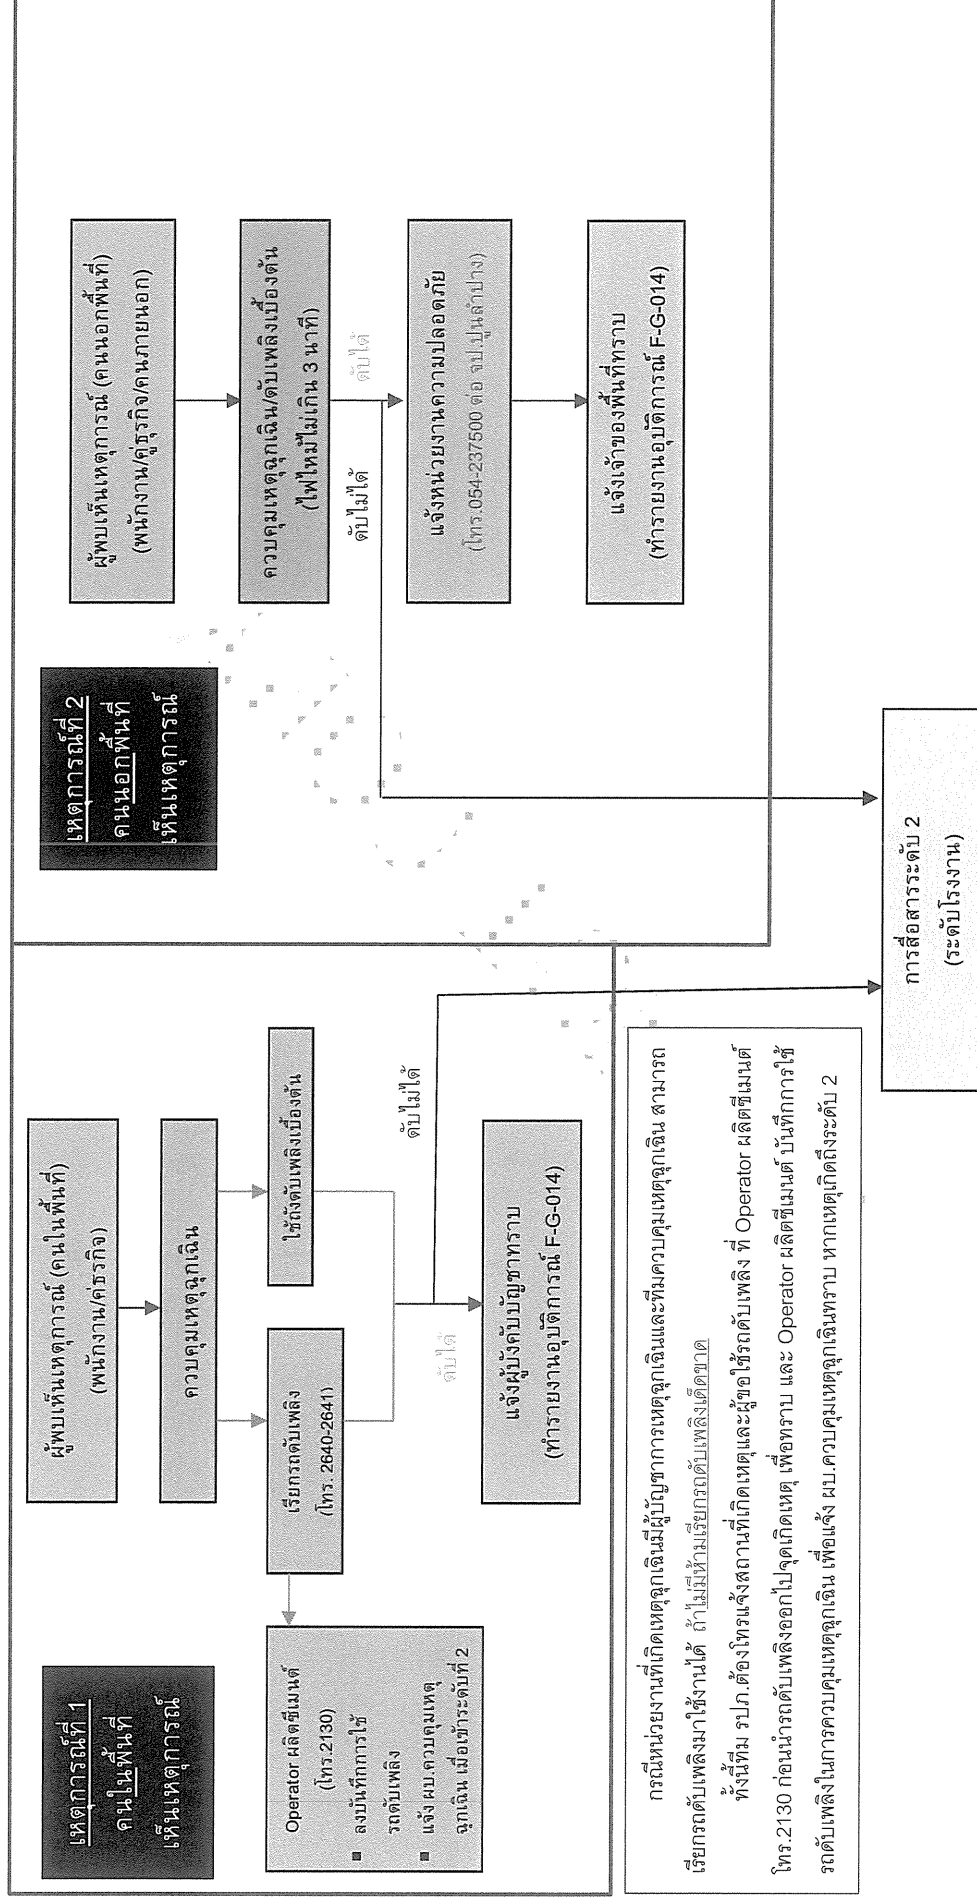 เหตุการณ์ที่ 1
คนในพื้นที่
เห็นเหตุการณ์
ผู้พบเห็นเหตุการณ์ (คนในพื้นที่)
(พนักงาน/คู่ธุรกิจ)
ควบคุมเหตุฉุกเฉิน
เรียกรถดับเพลิง
(โทร. 2640-2641)
ใช้ถังดับเพลิงเบื้องต้น
Operator ผลิตซีเมนต์
(โทร.2130)
■ ลงบันทึกการใช้
รถดับเพลิง
■ แจ้ง ผบ.ควบคุมเหตุ
ฉุกเฉิน เมื่อเข้าระดับที่ 2
ดับได้
ดับไม่ได้
แจ้งผู้บังคับบัญชาทราบ
(ทำรายงานอุบัติการณ์ F-G-014)
เหตุการณ์ที่ 2
คนนอกพื้นที่
เห็นเหตุการณ์
ผู้พบเห็นเหตุการณ์ (คนนอกพื้นที่)
(พนักงาน/คู่ธุรกิจ/คนภายนอก)
ควบคุมเหตุฉุกเฉิน/ดับเพลิงเบื้องต้น
(ไฟไหม้ไม่เกิน 3 นาที)
ดับไม่ได้
ดับได้
แจ้งหน่วยงานความปลอดภัย
(โทร.054-237500 ต่อ จป.ปูนลำปาง)
แจ้งเจ้าของพื้นที่ทราบ
(ทำรายงานอุบัติการณ์ F-G-014)
กรณีหน่วยงานที่เกิดเหตุฉุกเฉินมีผู้บัญชาการเหตุฉุกเฉินและทีมควบคุมเหตุฉุกเฉิน สามารถ
เรียกรถดับเพลิงมาใช้งานได้ ถ้าไม่มีห้ามเรียกรถดับเพลิงเด็ดขาด
ทั้งนี้ทีม รปภ.ต้องโทรแจ้งสถานที่เกิดเหตุและผู้ขอใช้รถดับเพลิง ที่ Operator ผลิตซีเมนต์
โทร.2130 ก่อนนำรถดับเพลิงออกไปจุดเกิดเหตุ เพื่อทราบ และ Operator ผลิตซีเมนต์ บันทึกการใช้
รถดับเพลิงในการควบคุมเหตุฉุกเฉิน เพื่อแจ้ง ผบ.ควบคุมเหตุฉุกเฉินทราบ หากเหตุเกิดถึงระดับ 2
การสื่อสารระดับ 2
(ระดับโรงงาน)